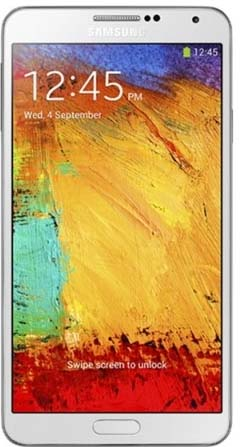 SAMSUNG
12:45
12:45 PM
Wed, 4 September
Swipe screen to unlock